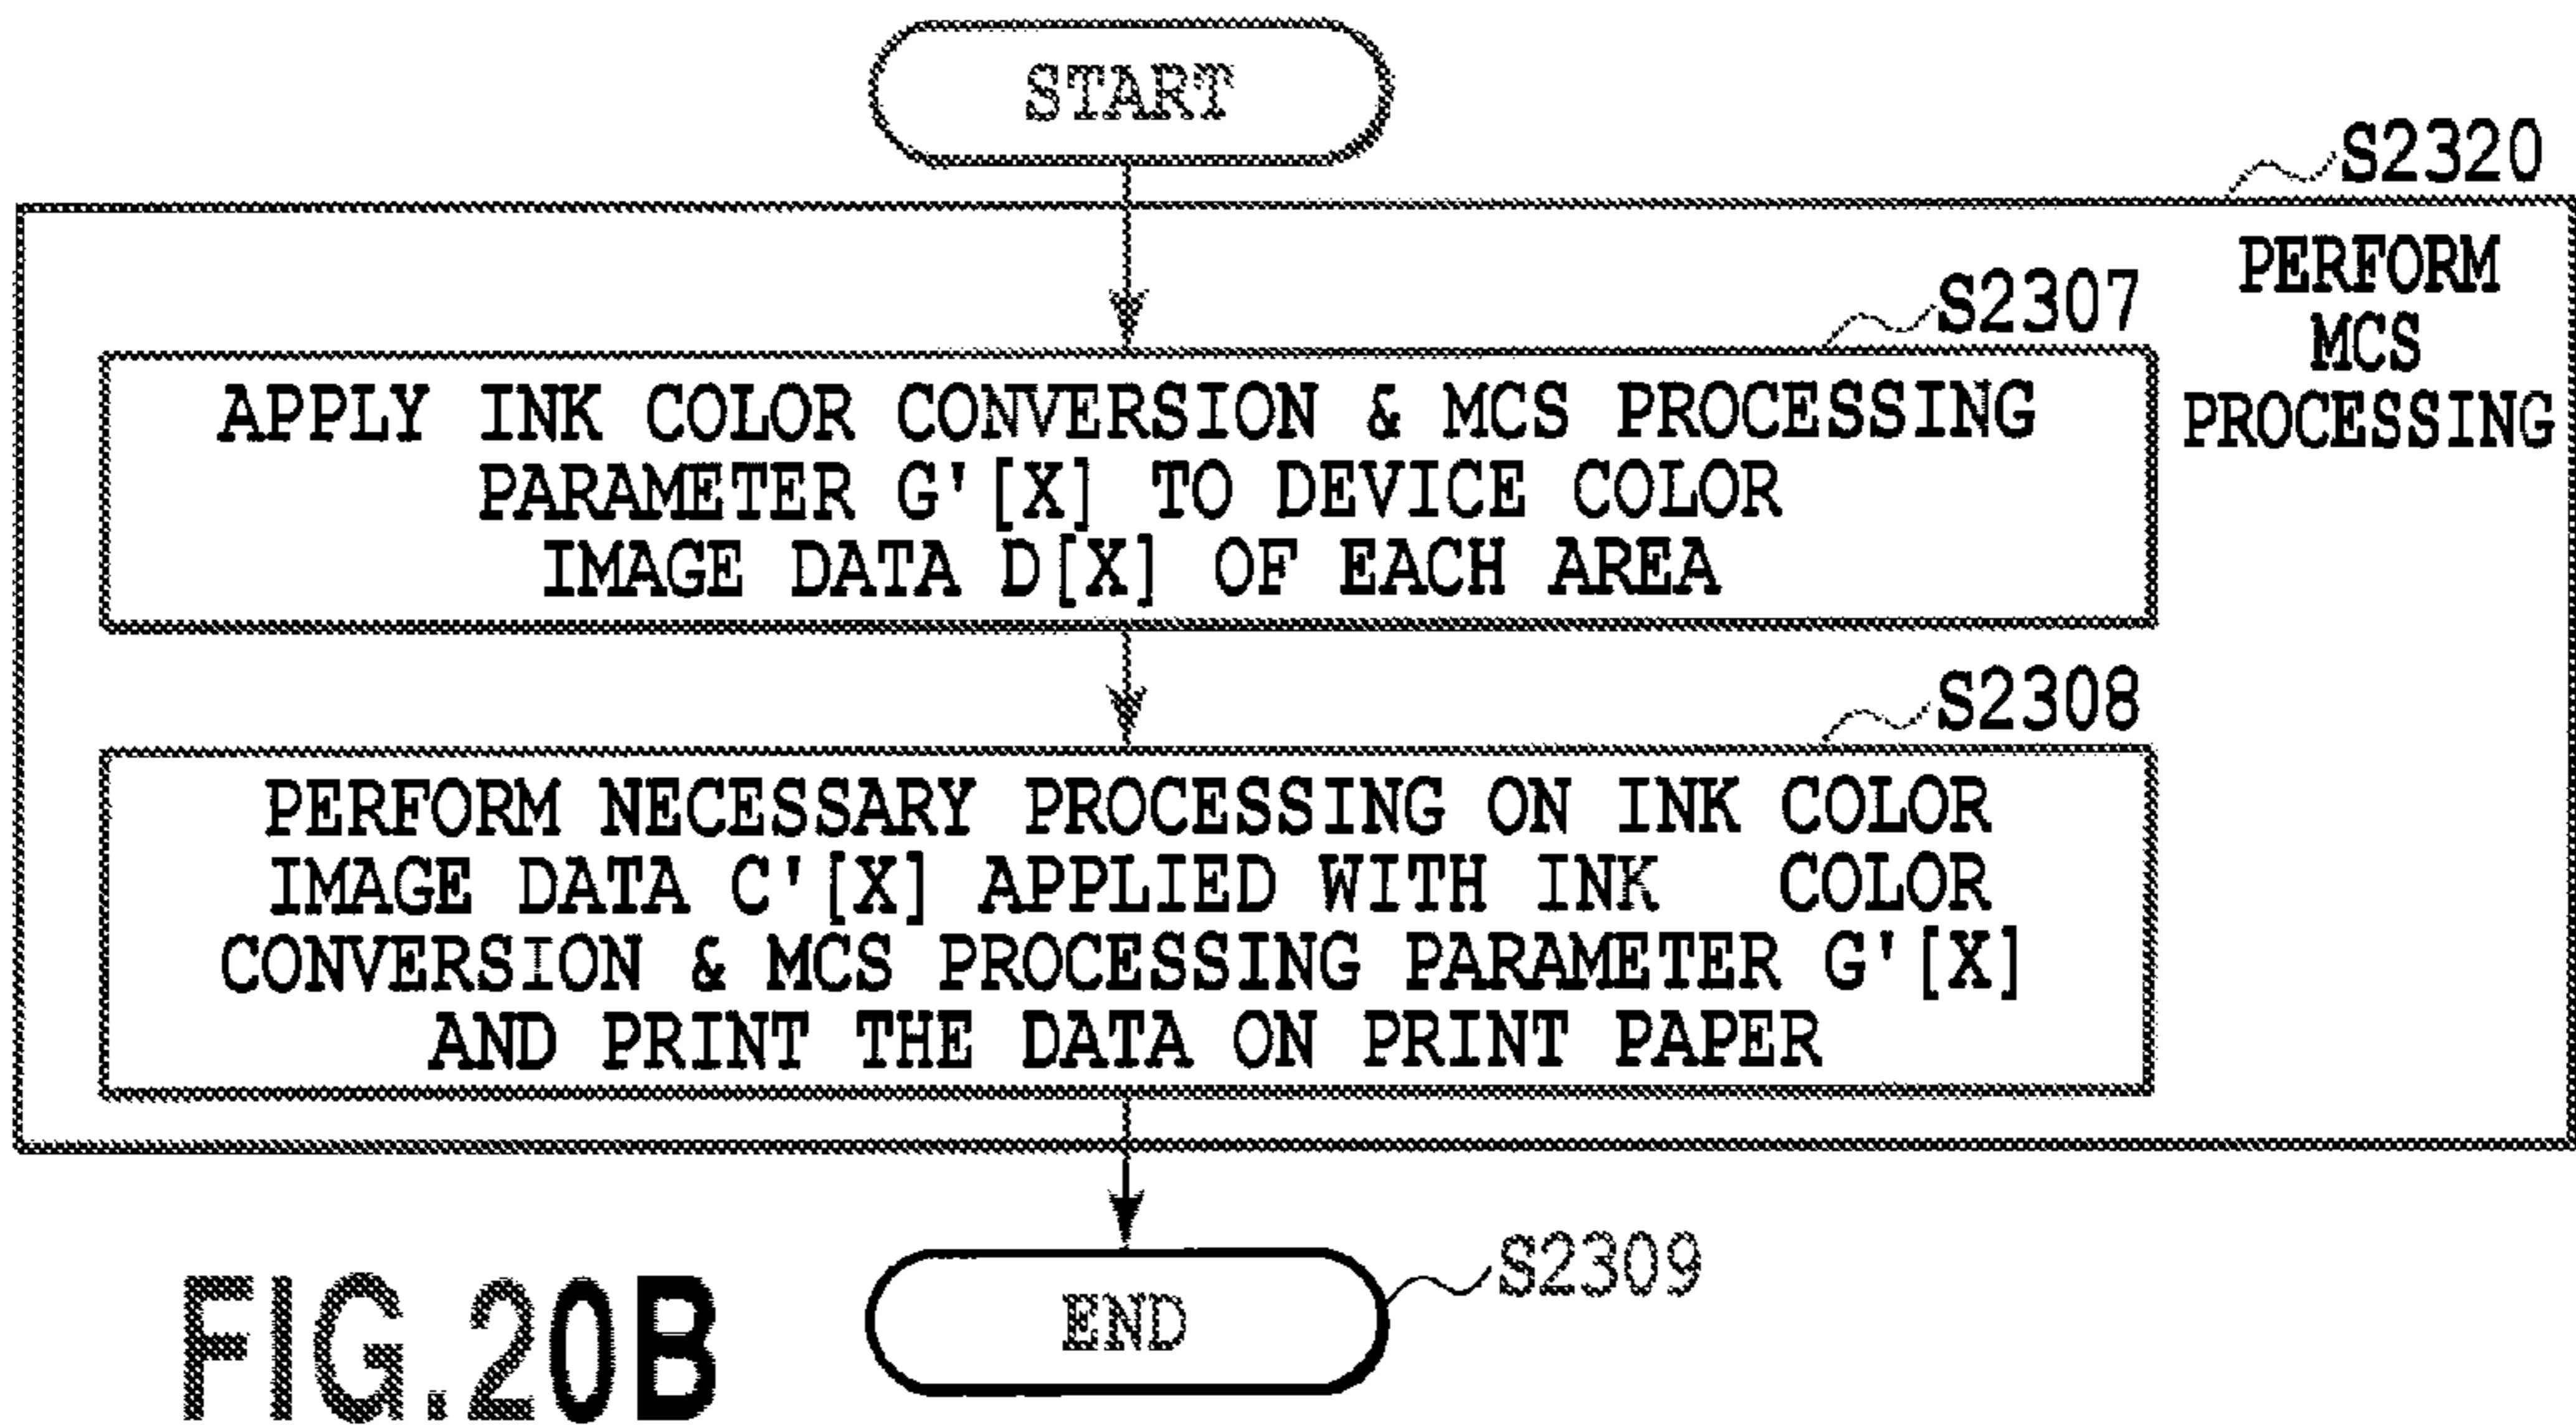 START
S2320
PERFORM
MCS
PROCESSING
S2307
APPLY INK COLOR CONVERSION & MCS PROCESSING
PARAMETER G'[X] TO DEVICE COLOR
IMAGE DATA D[X] OF EACH AREA
S2308
PERFORM NECESSARY PROCESSING ON INK COLOR
IMAGE DATA C'[X] APPLIED WITH INK COLOR
CONVERSION & MCS PROCESSING PARAMETER G'[X]
AND PRINT THE DATA ON PRINT PAPER
S2309
END
FIG.20B